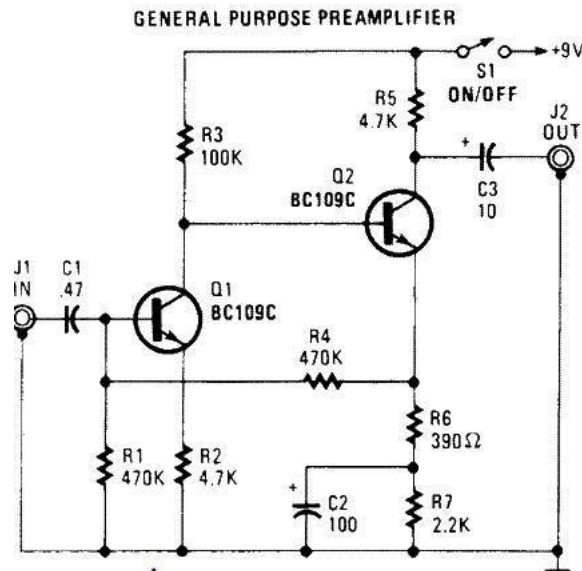 GENERAL PURPOSE PREAMPLIFIER
+9V
S1
ON/OFF
R5
4.7K
J2
OUT
R3
100K
+
C3
10
Q2
BC109C
J1
IN
C1
.47
Q1
BC109C
R4
470K
R6
390Ω
R1
470K
R2
4.7K
+
C2
100
R7
2.2K